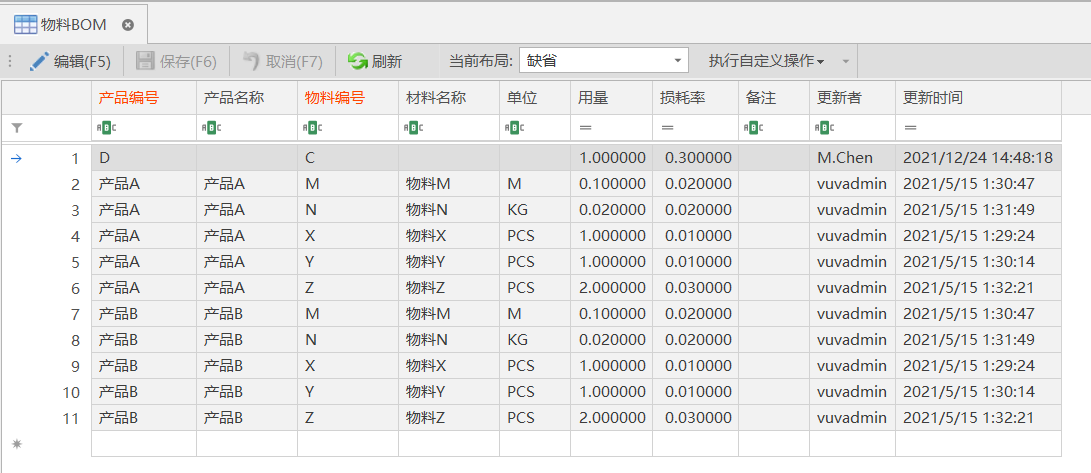 物料BOM
编辑(F5) 保存(F6) 取消(F7) 刷新 当前布局: 缺省 执行自定义操作
产品编号 产品名称 物料编号 材料名称 单位 用量 损耗率 备注 更新者 更新时间
ABC ABC ABC ABC ABC = = ABC ABC =
1 D C 1.000000 0.300000 M.Chen 2021/12/24 14:48:18
2 产品A 产品A M 物料M M 0.100000 0.020000 vuvadmin 2021/5/15 1:30:47
3 产品A 产品A N 物料N KG 0.020000 0.020000 vuvadmin 2021/5/15 1:31:49
4 产品A 产品A X 物料X PCS 1.000000 0.010000 vuvadmin 2021/5/15 1:29:24
5 产品A 产品A Y 物料Y PCS 1.000000 0.010000 vuvadmin 2021/5/15 1:30:14
6 产品A 产品A Z 物料Z PCS 2.000000 0.030000 vuvadmin 2021/5/15 1:32:21
7 产品B 产品B M 物料M M 0.100000 0.020000 vuvadmin 2021/5/15 1:30:47
8 产品B 产品B N 物料N KG 0.020000 0.020000 vuvadmin 2021/5/15 1:31:49
9 产品B 产品B X 物料X PCS 1.000000 0.010000 vuvadmin 2021/5/15 1:29:24
10 产品B 产品B Y 物料Y PCS 1.000000 0.010000 vuvadmin 2021/5/15 1:30:14
11 产品B 产品B Z 物料Z PCS 2.000000 0.030000 vuvadmin 2021/5/15 1:32:21